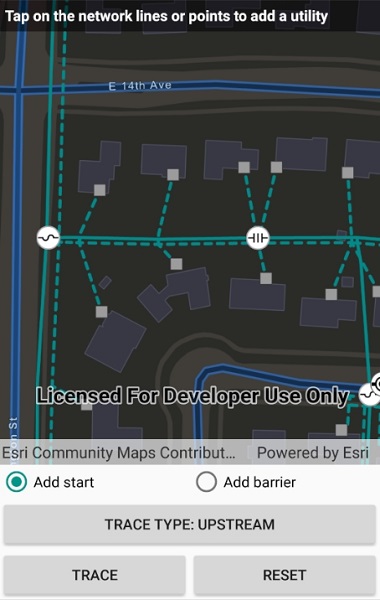 Tap on the network lines or points to add a utility
E 14th Ave
Licensed For Developer Use Only
Esri Community Maps Contribut... Powered by Esri
Add start Add barrier
TRACE TYPE: UPSTREAM
TRACE RESET